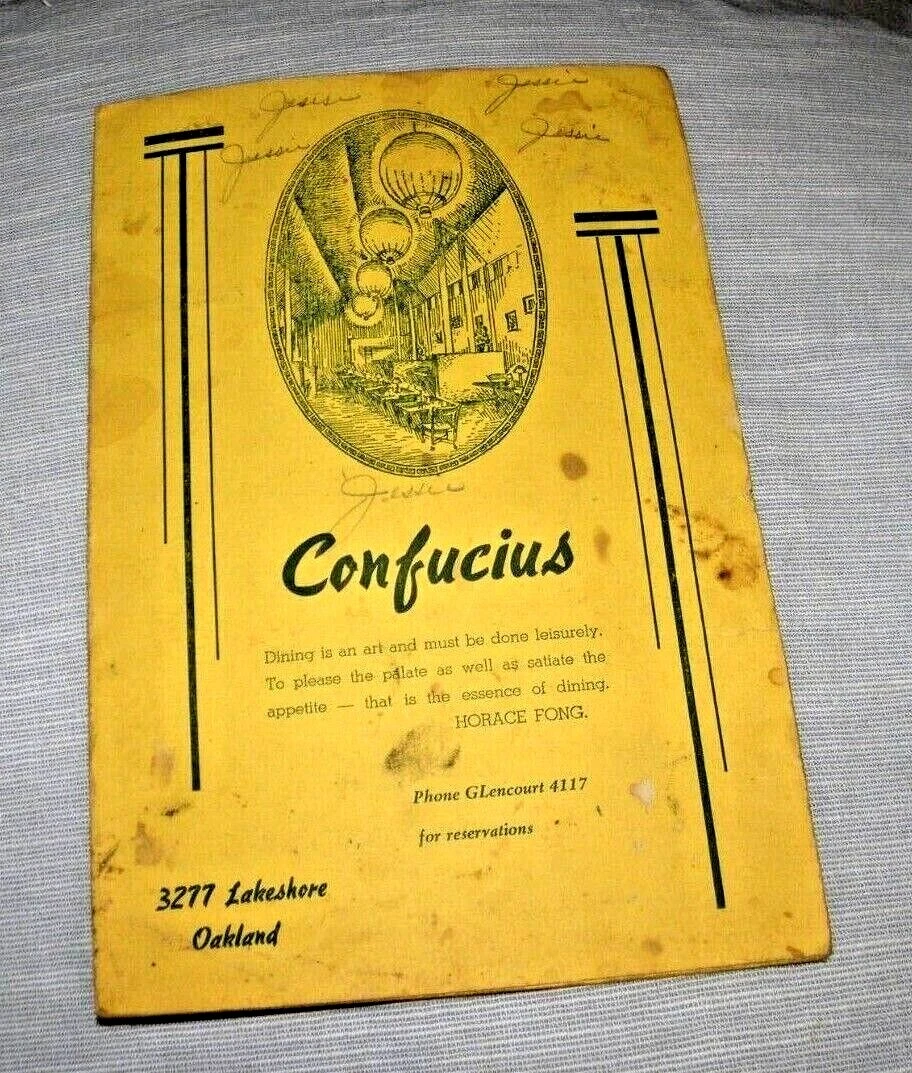 Jessie
Jessie
Jessie
Jessie
Jessie
Confucius
Dining is an art and must be done leisurely.
To please the palate as well as satiate the
appetite — that is the essence of dining.
HORACE FONG.
Phone GLencourt 4117
for reservations
3277 Lakeshore
Oakland